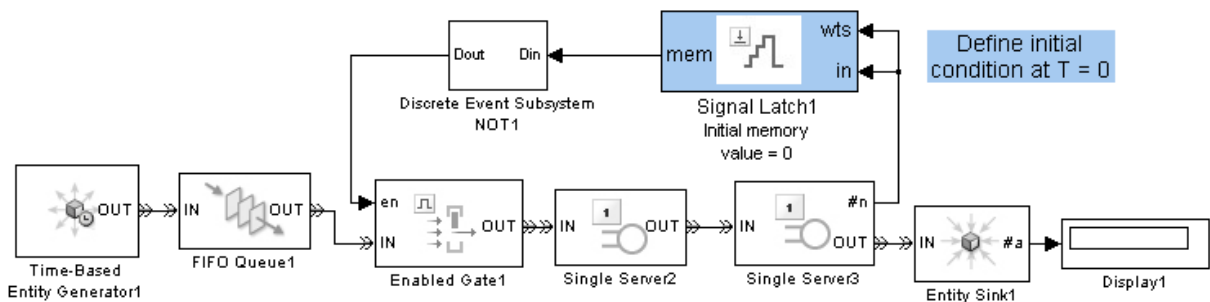 wts
mem
in
Define initial
condition at T = 0
Dout
Din
Discrete Event Subsystem
NOT1
Signal Latch1
Initial memory
value = 0
OUT
IN
OUT
en
IN
OUT
1
IN
OUT
1
#n
IN
OUT
IN
#a
Time-Based
Entity Generator1
FIFO Queue1
Enabled Gate1
Single Server2
Single Server3
Entity Sink1
Display1